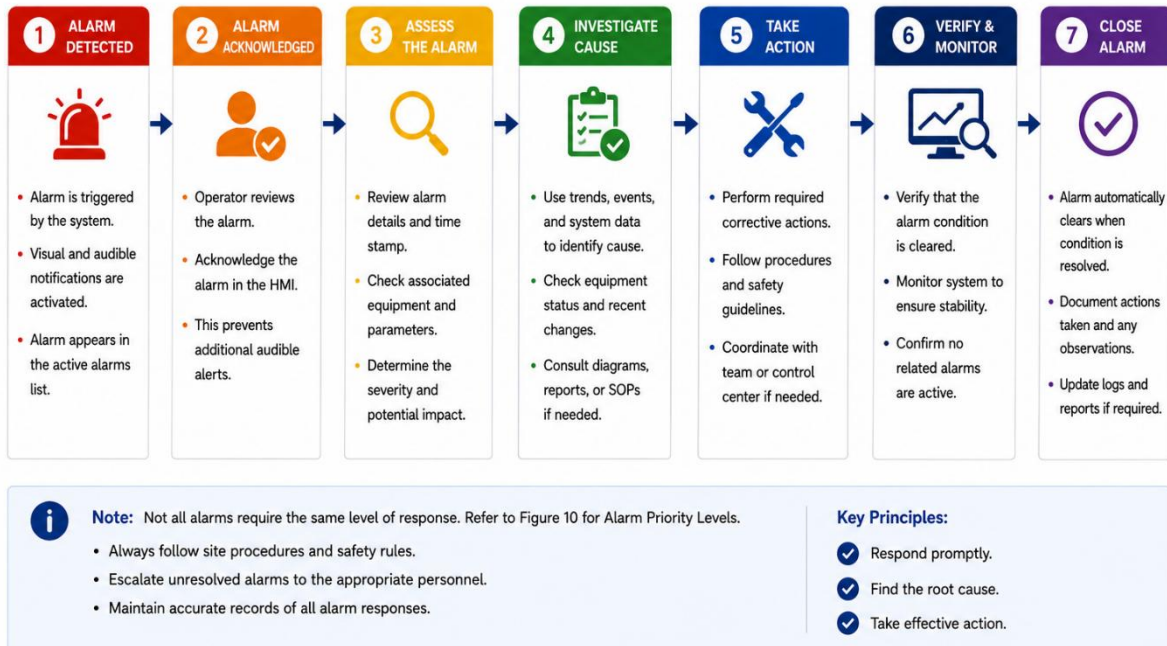 1 ALARM
DETECTED
• Alarm is triggered
by the system.
• Visual and audible
notifications are
activated.
• Alarm appears in
the active alarms
list.
2 ALARM
ACKNOWLEDGED
• Operator reviews
the alarm.
• Acknowledge the
alarm in the HMI.
• This prevents
additional audible
alerts.
3 ASSESS
THE ALARM
• Review alarm
details and time
stamp.
• Check associated
equipment and
parameters.
• Determine the
severity and
potential impact.
4 INVESTIGATE
CAUSE
• Use trends, events,
and system data
to identify cause.
• Check equipment
status and recent
changes.
• Consult diagrams,
reports, or SOPs
if needed.
5 TAKE
ACTION
• Perform required
corrective actions.
• Follow procedures
and safety
guidelines.
• Coordinate with
team or control
center if needed.
6 VERIFY &
MONITOR
• Verify that the
alarm condition
is cleared.
• Monitor system to
ensure stability.
• Confirm no
related alarms
are active.
7 CLOSE
ALARM
• Alarm automatically
clears when
condition is
resolved.
• Document actions
taken and any
observations.
• Update logs and
reports if required.
Note: Not all alarms require the same level of response. Refer to Figure 10 for Alarm Priority Levels.
• Always follow site procedures and safety rules.
• Escalate unresolved alarms to the appropriate personnel.
• Maintain accurate records of all alarm responses.
Key Principles:
Respond promptly.
Find the root cause.
Take effective action.